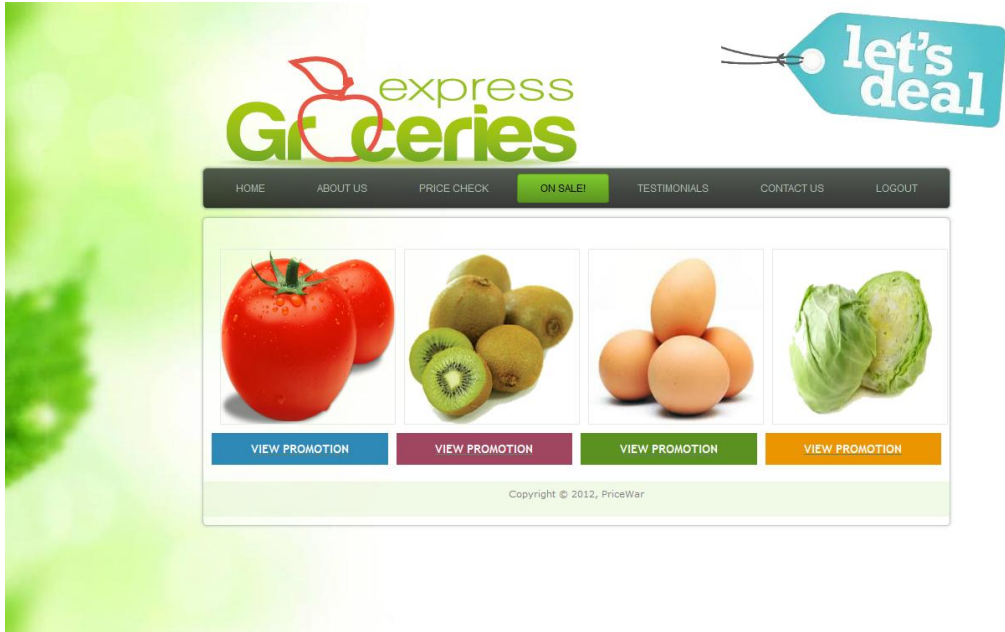 let's
deal
express
Groceries
HOME ABOUT US PRICE CHECK ON SALE! TESTIMONIALS CONTACT US LOGOUT
VIEW PROMOTION VIEW PROMOTION VIEW PROMOTION VIEW PROMOTION
Copyright © 2012, PriceWar